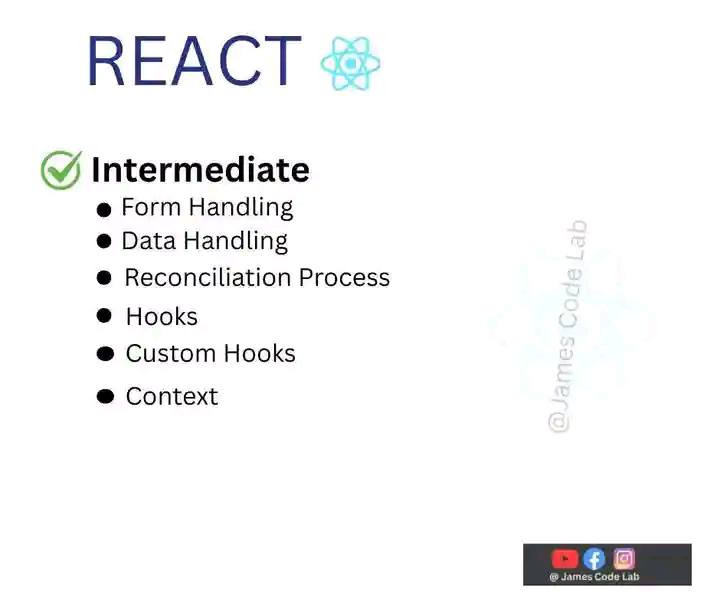 REACT
Intermediate
Form Handling
Data Handling
Reconciliation Process
Hooks
Custom Hooks
Context
@James Code Lab
@ James Code Lab